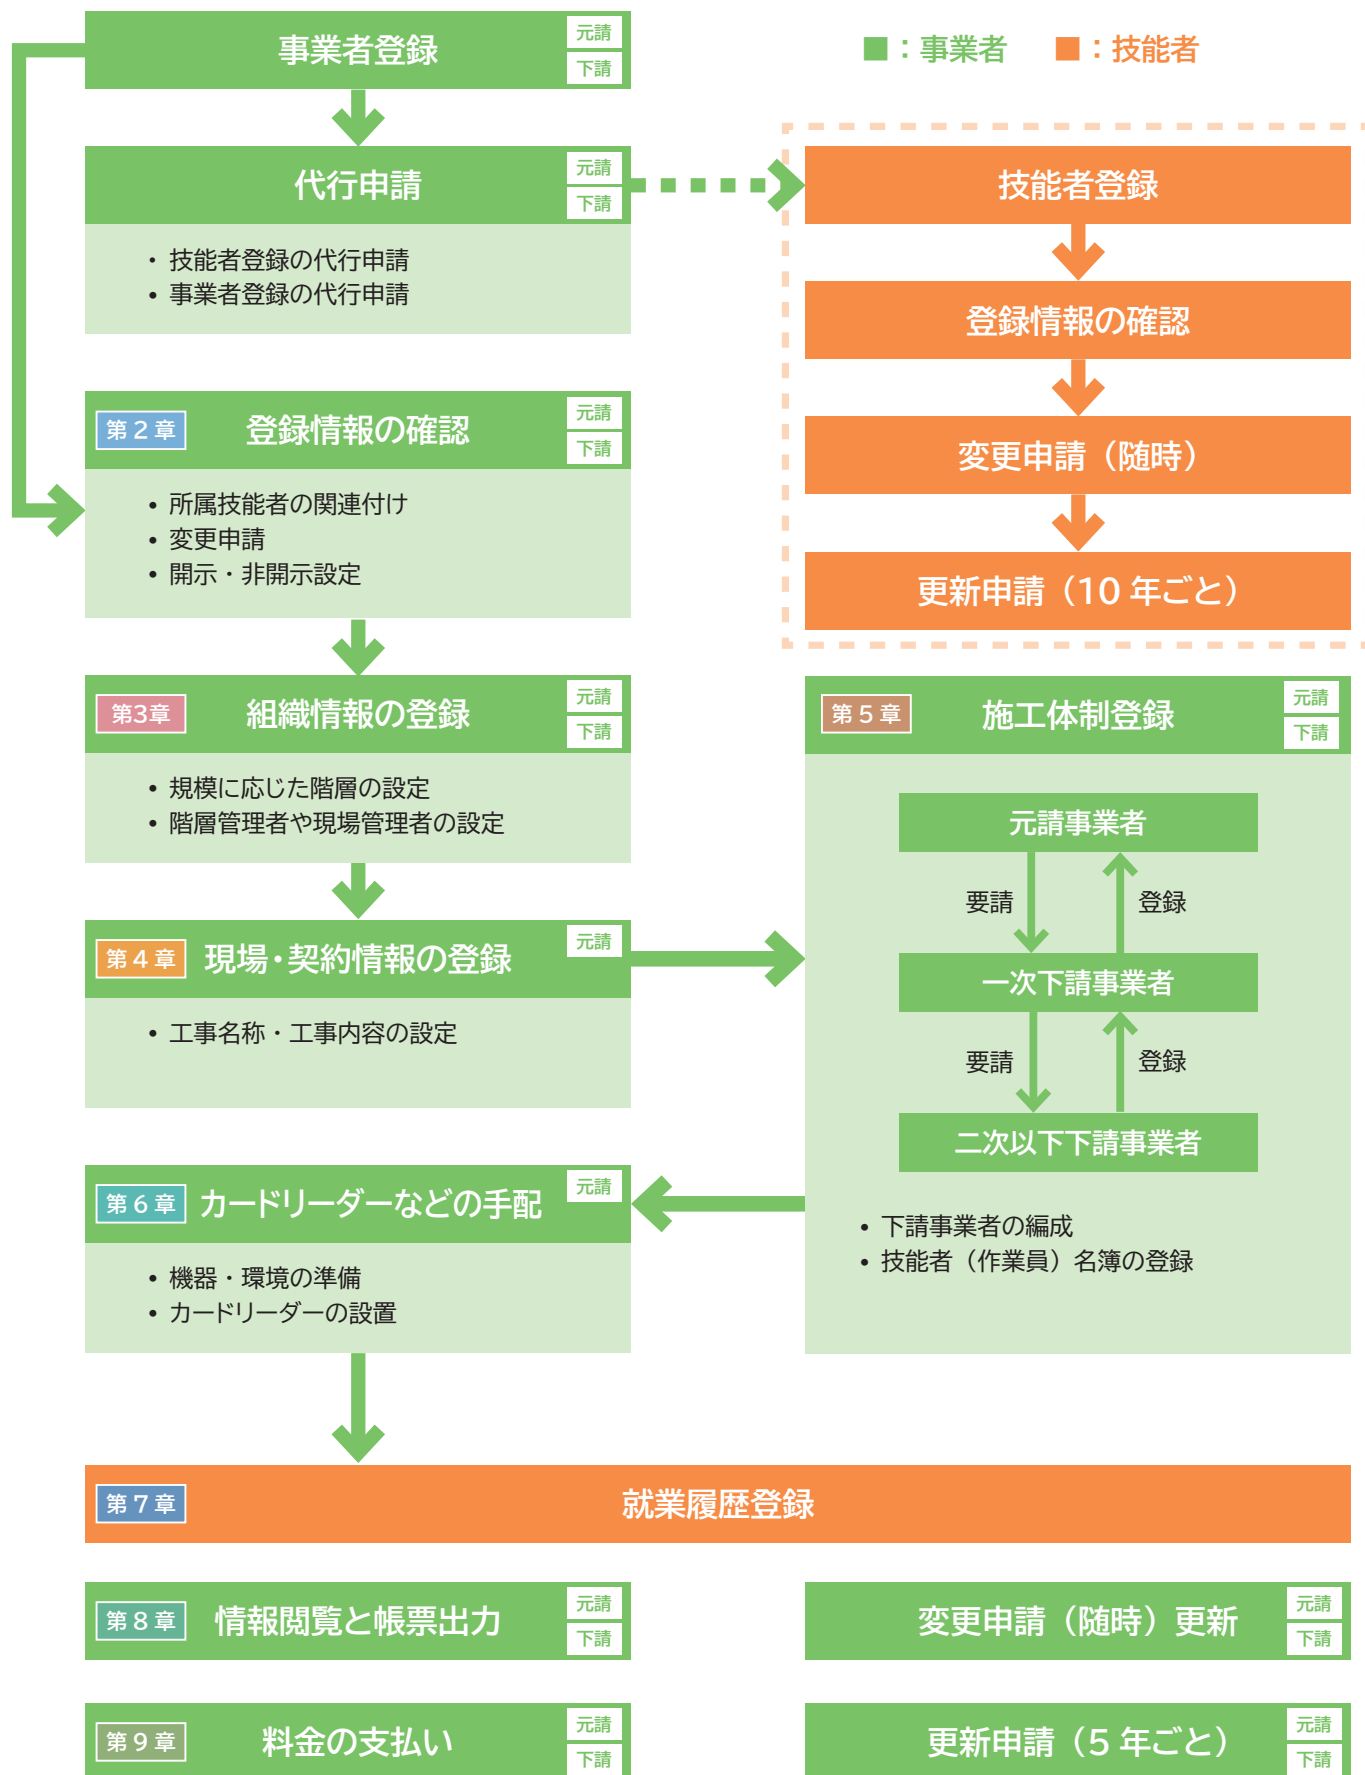 事業者登録
元請
下請
■：事業者
■：技能者
代行申請
元請
下請
・技能者登録の代行申請
• 事業者登録の代行申請
技能者登録
登録情報の確認
変更申請（随時）
更新申請（10 年ごと）
第 2 章
登録情報の確認
元請
下請
• 所属技能者の関連付け
• 変更申請
• 開示・非開示設定
第3章
組織情報の登録
元請
下請
• 規模に応じた階層の設定
• 階層管理者や現場管理者の設定
第 4 章
現場・契約情報の登録
元請
• 工事名称・工事内容の設定
第 5 章
施工体制登録
元請
下請
元請事業者
要請
登録
一次下請事業者
要請
登録
二次以下下請事業者
• 下請事業者の編成
• 技能者（作業員）名簿の登録
第 6 章
カードリーダーなどの手配
元請
• 機器・環境の準備
• カードリーダーの設置
第 7 章
就業履歴登録
第 8 章
情報閲覧と帳票出力
元請
下請
変更申請（随時）更新
元請
下請
第 9 章
料金の支払い
元請
下請
更新申請（5 年ごと）
元請
下請